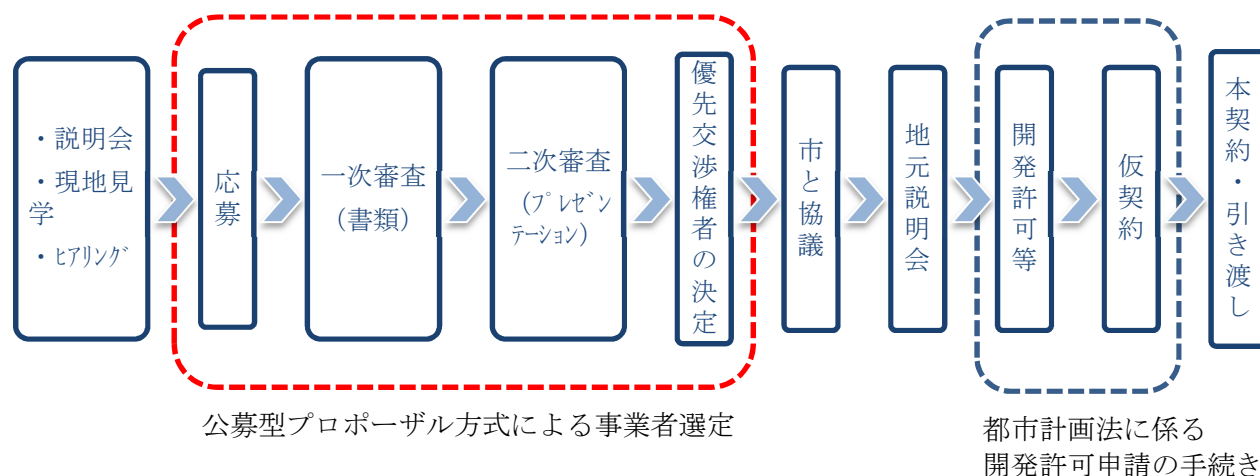 ・説明会
・現地見
学
・ﾋｱﾘﾝｸﾞ
応募
一次審査
(書類)
二次審査
(ﾌﾟﾚｾﾞﾝ
ﾃｰｼｮﾝ)
優先交渉権者の決定
市と協議
地元説明会
開発許可等
仮契約
本契約・引き渡し
公募型プロポーザル方式による事業者選定
都市計画法に係る
開発許可申請の手続き